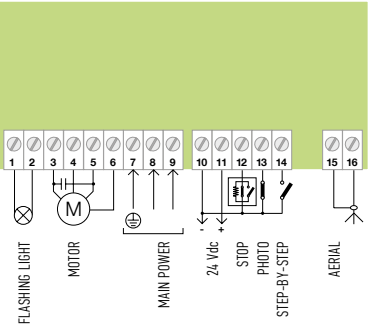 1 2 3 4 5 6 7 8 9 10 11 12 13 14 15 16
M
- +
FLASHING LIGHT
MOTOR
MAIN POWER
24 Vdc
STOP
PHOTO
STEP-BY-STEP
AERIAL